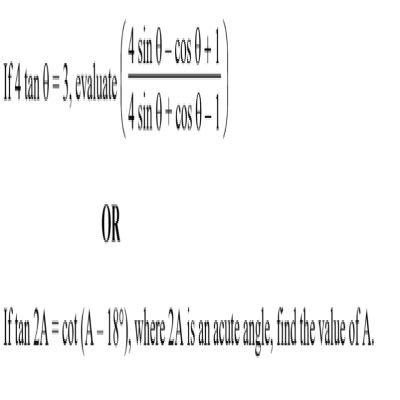 If 4 tan θ = 3, evaluate (4 sin θ – cos θ + 1 / 4 sin θ + cos θ – 1)
OR
If tan 2A = cot (A – 18°), where 2A is an acute angle, find the value of A.